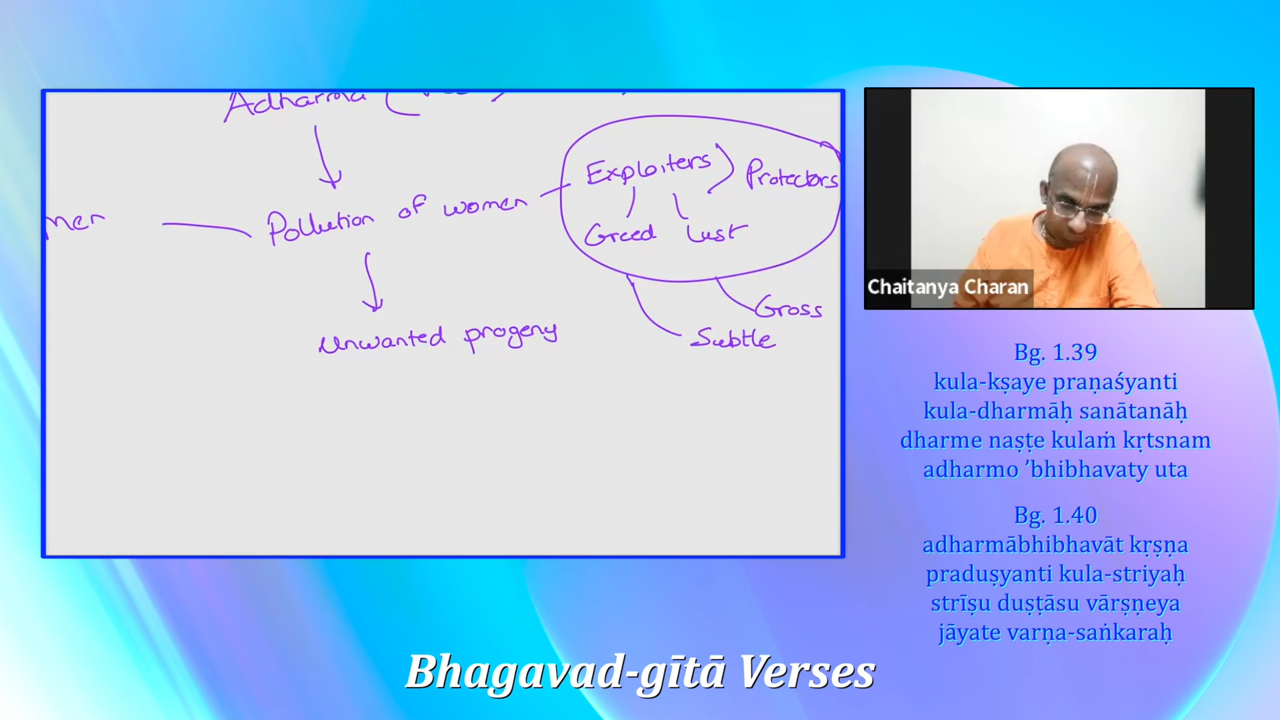 Adharma
Exploiters) Protectors
men
Pollution of women
Greed Lust
Gross
Unwanted progeny
Subtle
Chaitanya Charan
Bg. 1.39
kula-kṣaye praṇaśyanti
kula-dharmāḥ sanātanāḥ
dharme naṣṭe kulaṁ kṛtsnam
adharmo ’bhibhavaty uta
Bg. 1.40
adharmābhibhavāt kṛṣṇa
praduṣyanti kula-striyaḥ
strīṣu duṣṭāsu vārṣṇeya
jāyate varṇa-saṅkaraḥ
Bhagavad-gītā Verses